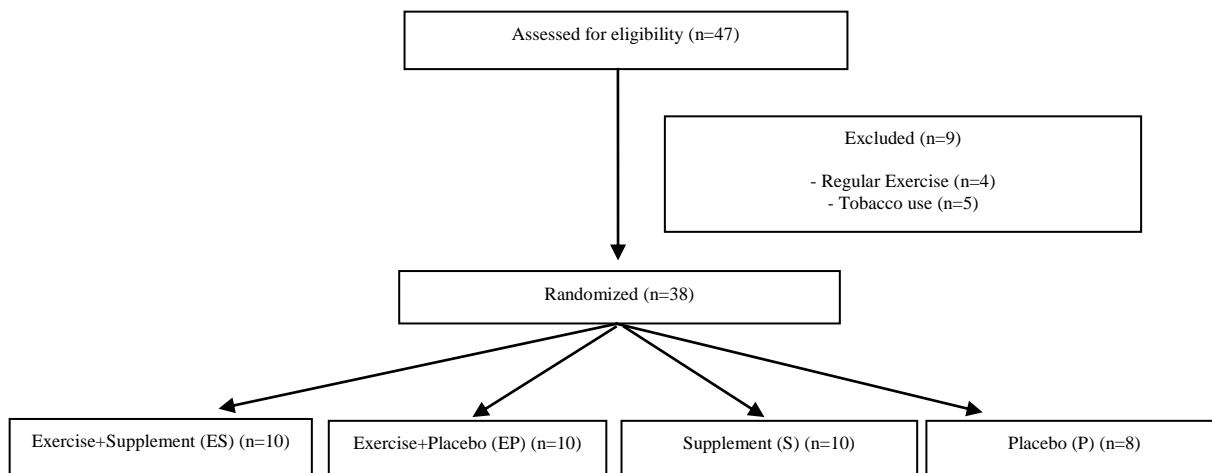 Assessed for eligibility (n=47)
Excluded (n=9)
- Regular Exercise (n=4)
- Tobacco use (n=5)
Randomized (n=38)
Exercise+Supplement (ES) (n=10)
Exercise+Placebo (EP) (n=10)
Supplement (S) (n=10)
Placebo (P) (n=8)